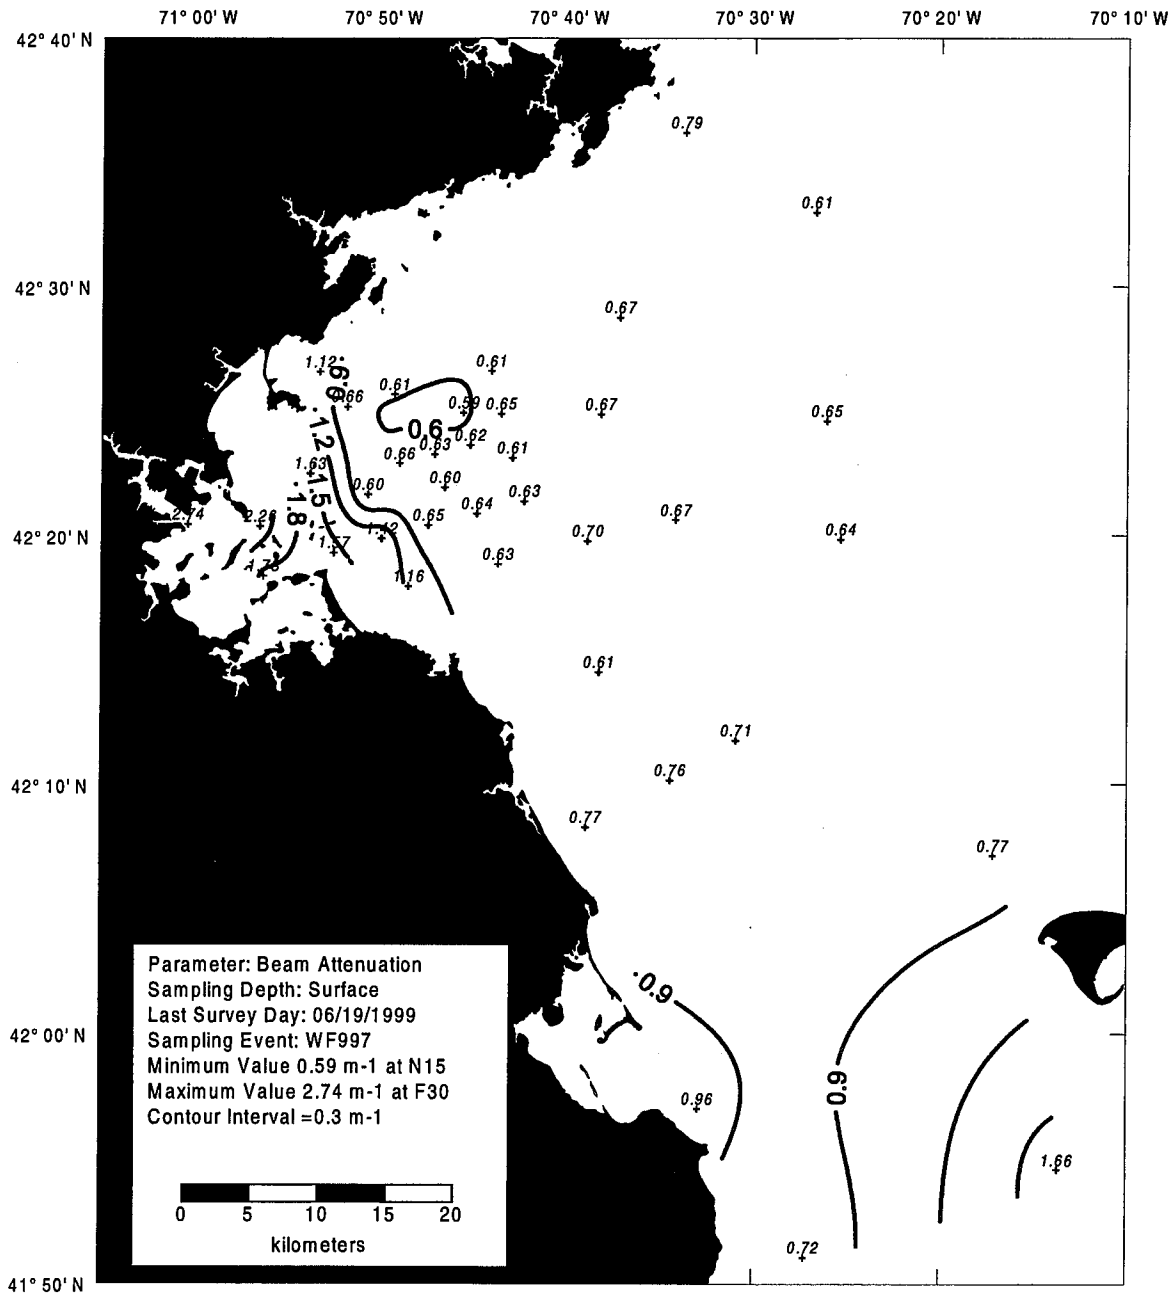 71° 00' W 70° 50' W 70° 40' W 70° 30' W 70° 20' W 70° 10' W
42° 40' N
0.79
0.61
42° 30' N
0.67
1.12
0.9
0.61
0.61
0.66
0.59
0.65
0.67
0.65
0.6
1.2
0.63
0.62
0.66
0.61
1.63
1.5
0.60
0.60
0.63
1.8
0.64
2.74
2.26
0.65
0.67
42° 20' N
1.57
1.12
0.70
0.64
0.63
1.16
0.61
0.71
42° 10' N
0.76
0.77
0.77
Parameter: Beam Attenuation
Sampling Depth: Surface
Last Survey Day: 06/19/1999
Sampling Event: WF997
Minimum Value 0.59 m-1 at N15
Maximum Value 2.74 m-1 at F30
Contour Interval =0.3 m-1
0 5 10 15 20
kilometers
0.9
42° 00' N
0.9
0.96
1.66
0.72
41° 50' N